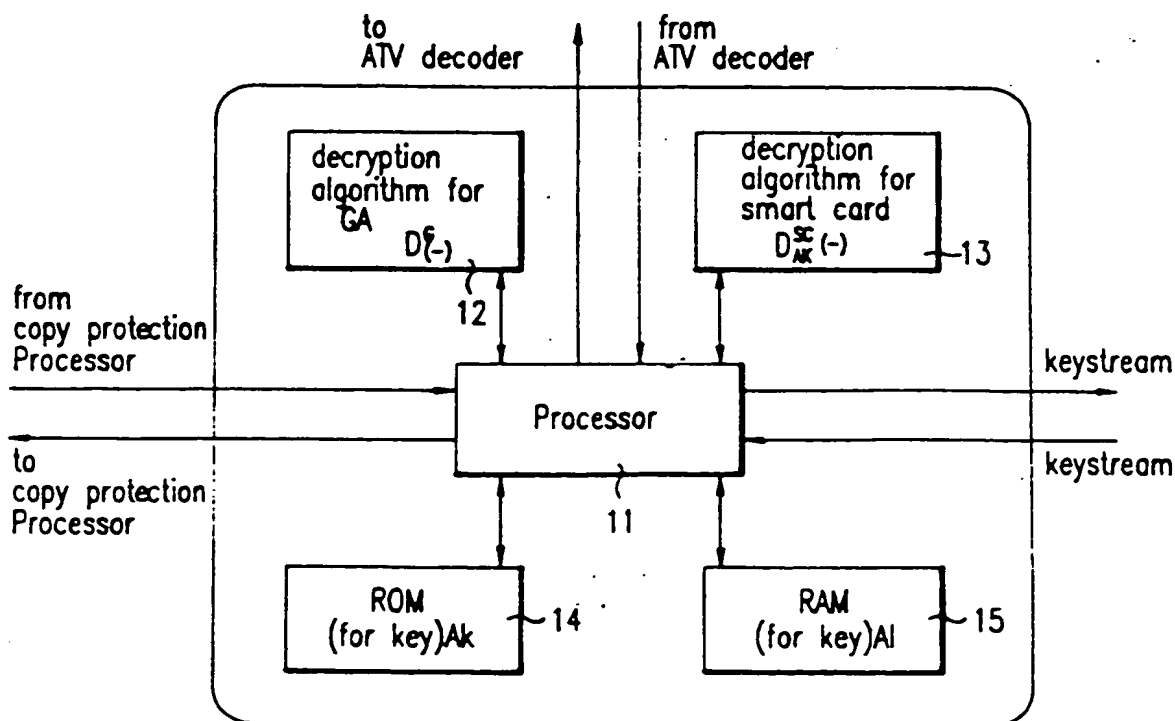 to
ATV decoder
from
ATV decoder
decryption
algorithm for
GA
D^G_(-)
12
decryption
algorithm for
smart card
D^SC_AK(-)
13
from
copy protection
Processor
keystream
Processor
11
to
copy protection
Processor
keystream
ROM
(for key)Ak
14
RAM
(for key)Al
15